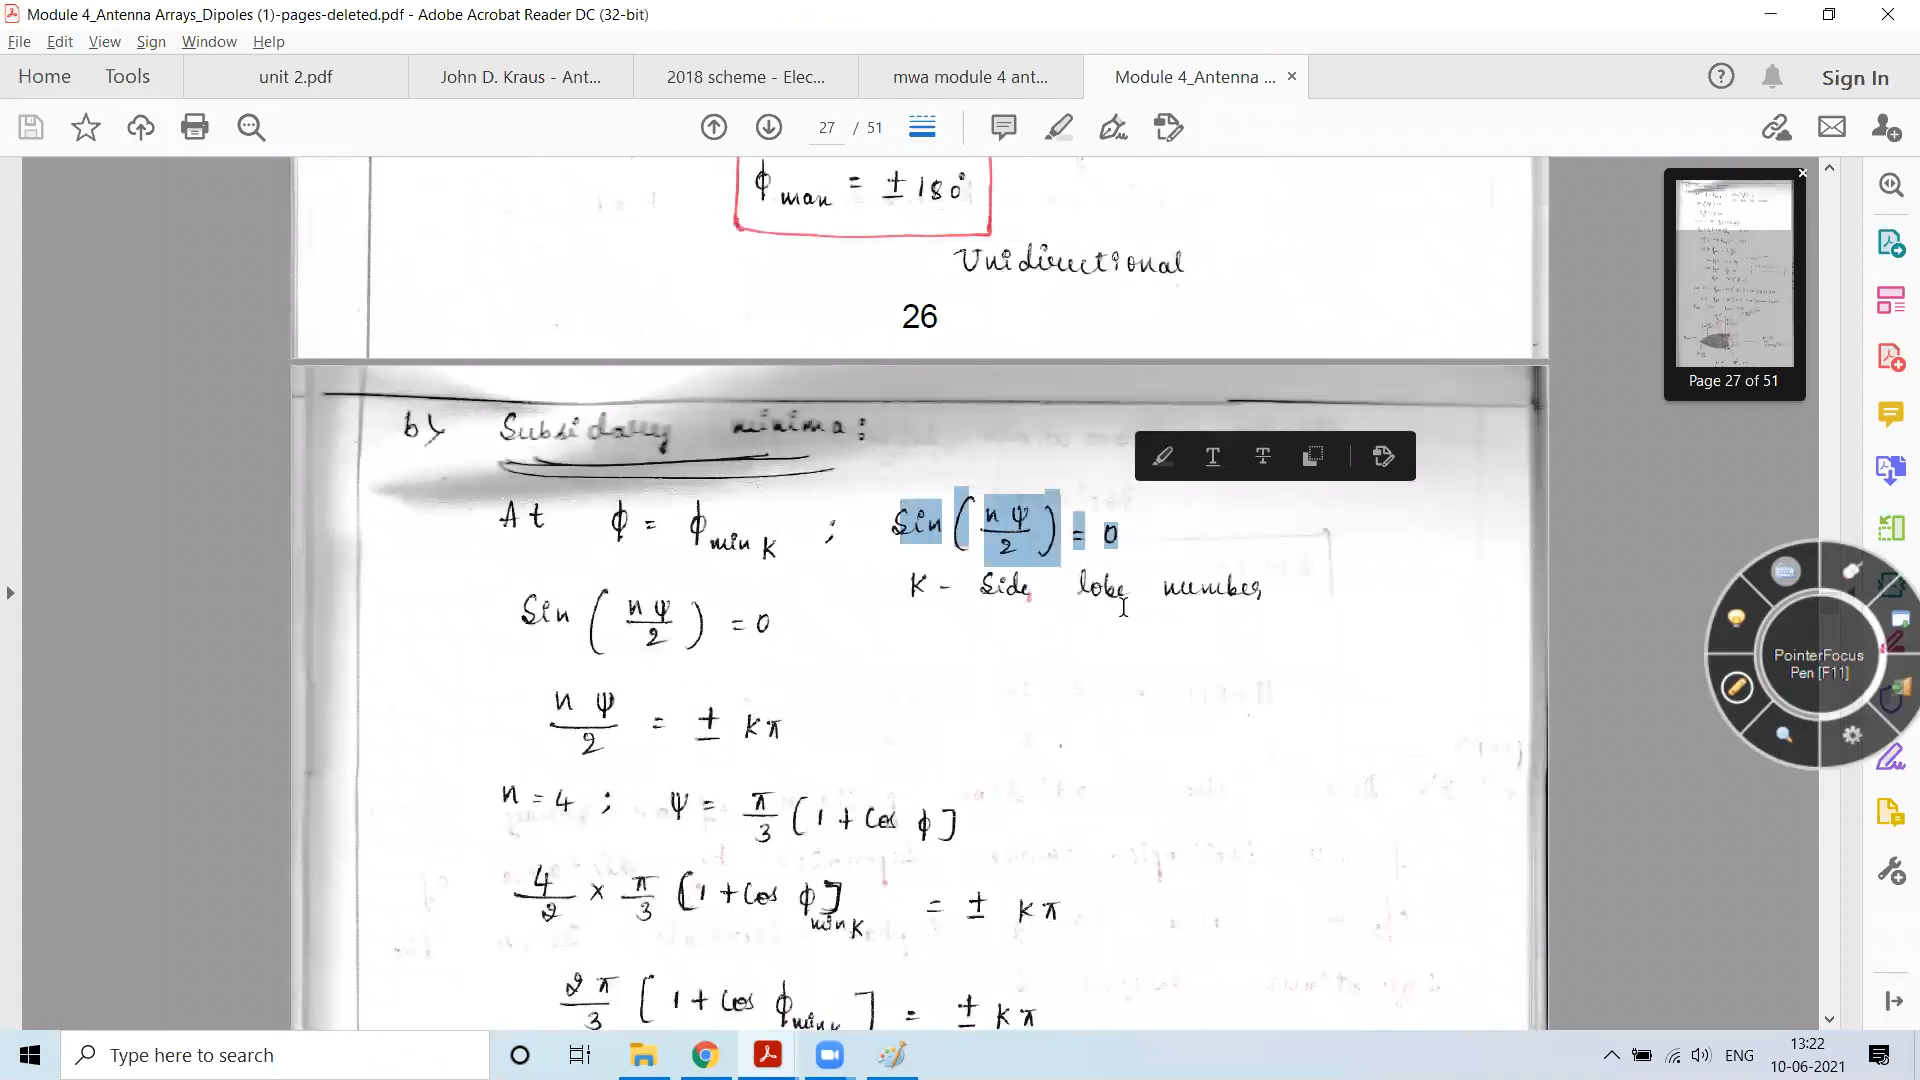 Module 4_Antenna Arrays_Dipoles (1)-pages-deleted.pdf - Adobe Acrobat Reader DC (32-bit)
File Edit View Sign Window Help
Home Tools unit 2.pdf John D. Kraus - Ant... 2018 scheme - Elec... mwa module 4 ant... Module 4_Antenna ... × Sign In
27 / 51
ϕ max = ± 180°
Unidirectional
26
Page 27 of 51
b) Subsidary minima:
At ϕ = ϕ min K ; Sin ( nψ/2 ) = 0
K - Side lobe number
Sin ( nψ/2 ) = 0
nψ/2 = ± Kπ
n = 4 ; ψ = π/3 [1 + Cos ϕ]
4/2 × π/3 [1 + Cos ϕ] min K = ± Kπ
2π/3 [1 + Cos ϕ min K ] = ± Kπ
PointerFocus
Pen [F11]
Type here to search
ENG
13:22
10-06-2021